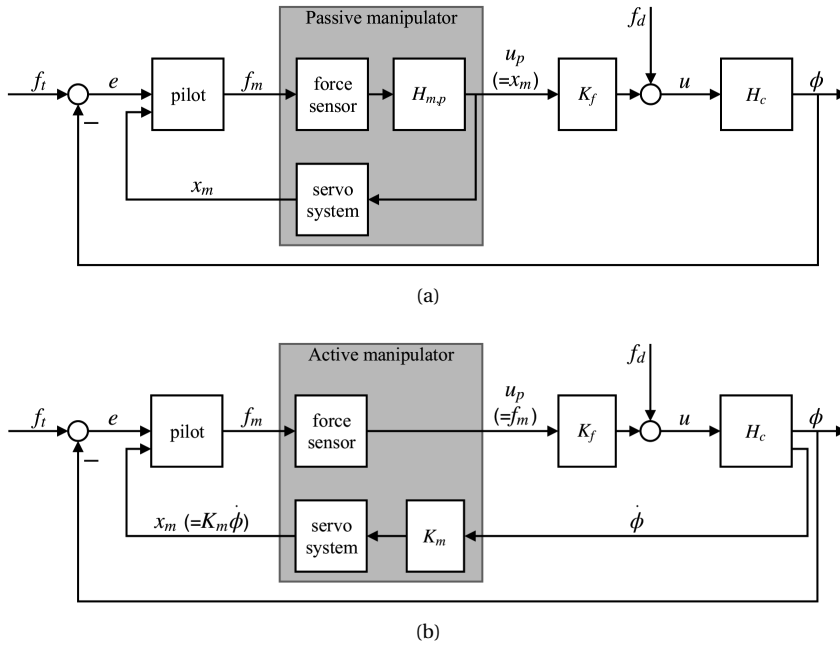 Passive manipulator
f_t
e
pilot
f_m
force
sensor
H_{m,p}
u_p
(=x_m)
K_f
f_d
u
H_c
ϕ
−
x_m
servo
system
(a)
Active manipulator
f_t
e
pilot
f_m
force
sensor
u_p
(=f_m)
K_f
f_d
u
H_c
ϕ
−
x_m (=K_m ϕ̇)
servo
system
K_m
ϕ̇
(b)